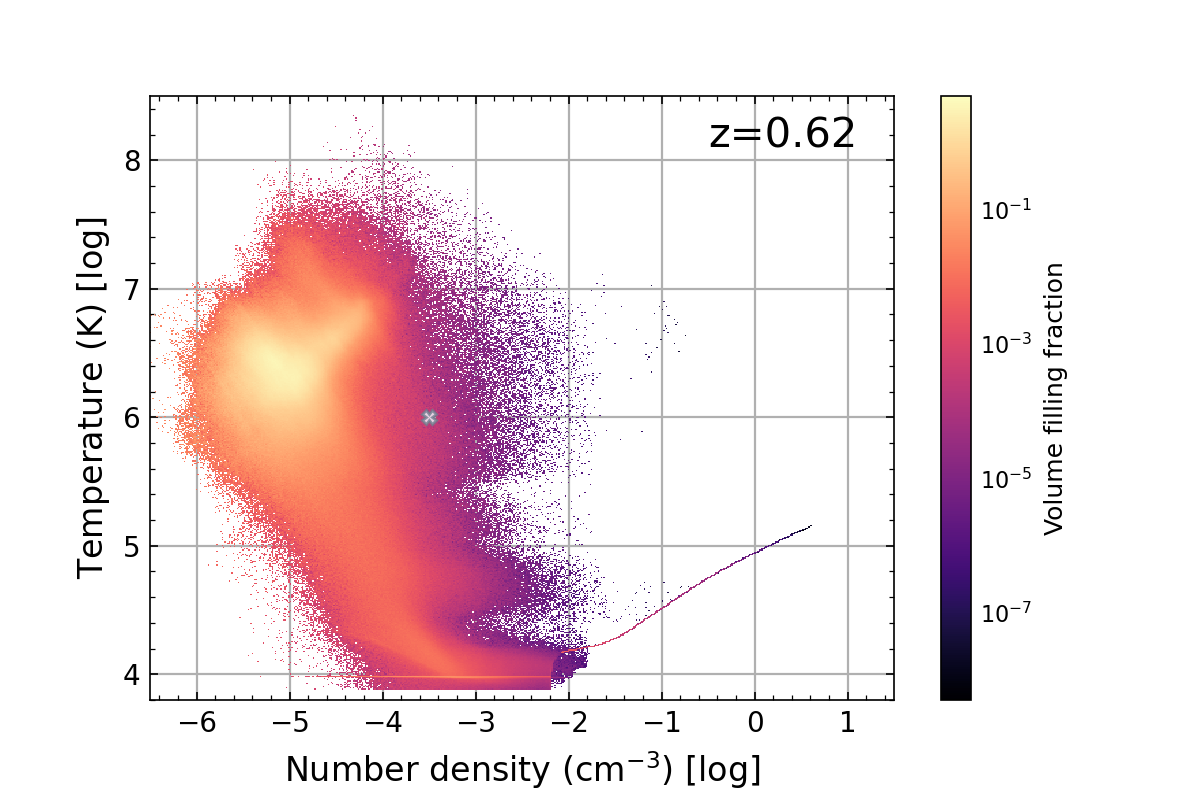 z=0.62
8
7
6
5
4
Temperature (K) [log]
−6 −5 −4 −3 −2 −1 0 1
Number density (cm⁻³) [log]
10⁻¹
10⁻³
10⁻⁵
10⁻⁷
Volume filling fraction